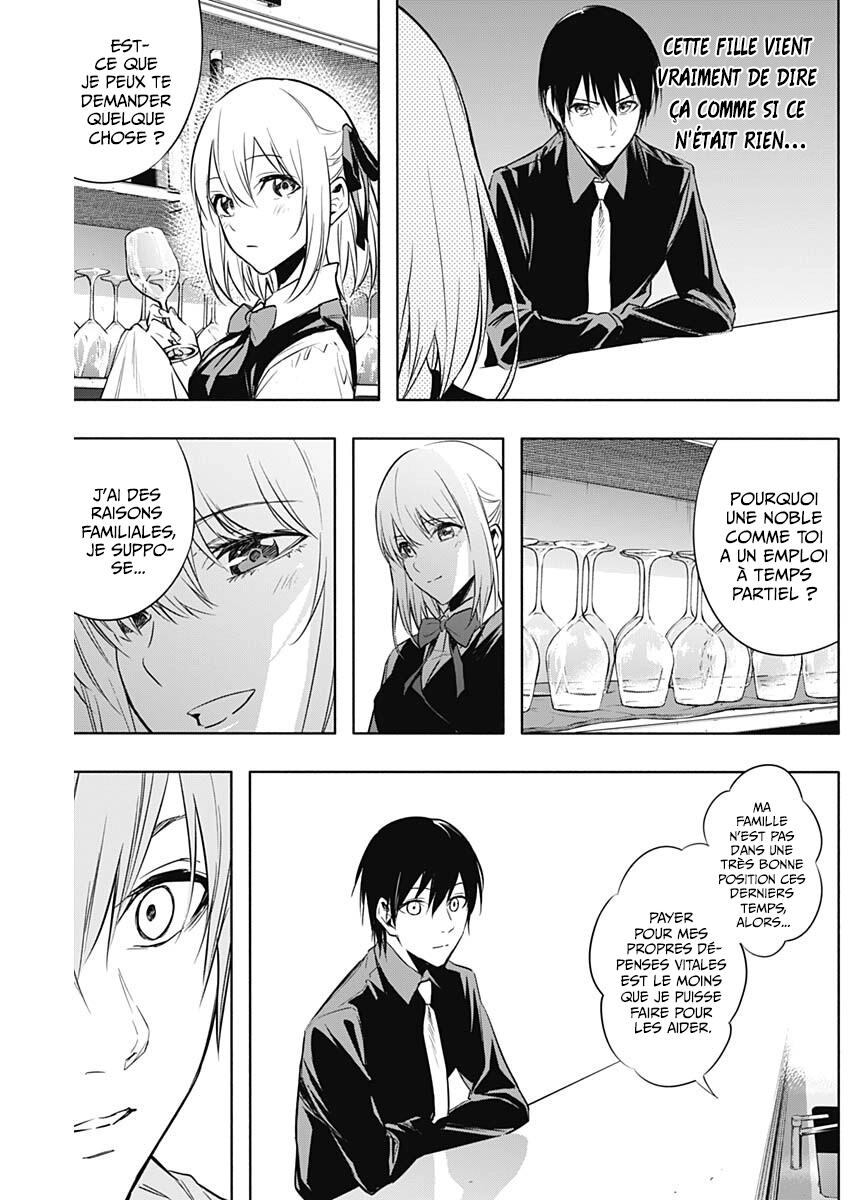 CETTE FILLE VIENT
VRAIMENT DE DIRE
ÇA COMME SI CE
N'ÉTAIT RIEN...
EST-
CE QUE
JE PEUX TE
DEMANDER
QUELQUE
CHOSE ?
POURQUOI
UNE NOBLE
COMME TOI
A UN EMPLOI
À TEMPS
PARTIEL ?
J'AI DES
RAISONS
FAMILIALES,
JE SUPPO-
SE...
MA
FAMILLE
N'EST PAS
DANS UNE
TRÈS BONNE
POSITION CES
DERNIERS
TEMPS,
ALORS...
PAYER
POUR MES
PROPRES DÉ-
PENSES VITALES
EST LE MOINS
QUE JE PUISSE
FAIRE POUR
LES AIDER.